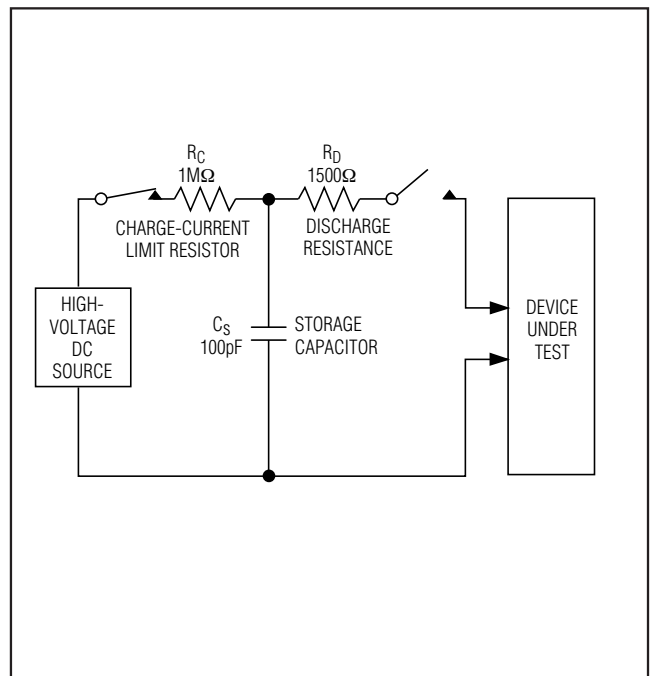 R_C
1MΩ
CHARGE-CURRENT
LIMIT RESISTOR
R_D
1500Ω
DISCHARGE
RESISTANCE
HIGH-
VOLTAGE
DC
SOURCE
C_S
100pF
STORAGE
CAPACITOR
DEVICE
UNDER
TEST